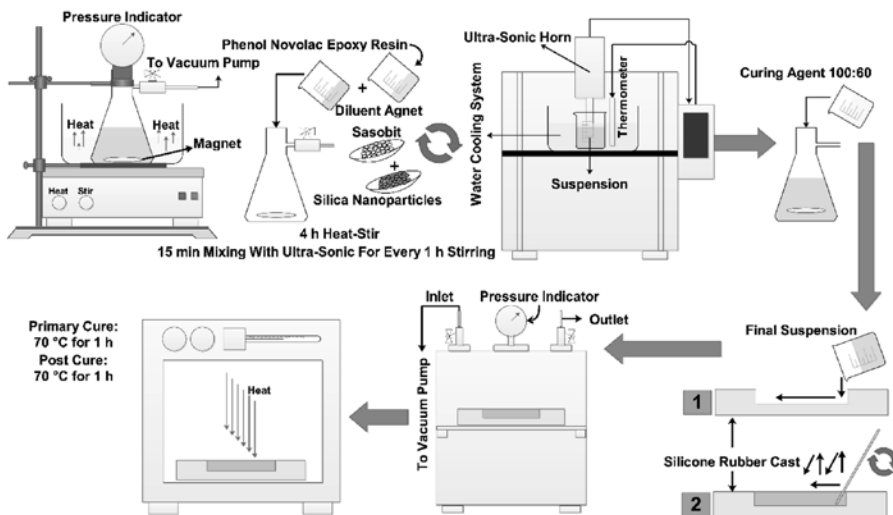 Pressure Indicator
To Vacuum Pump
Heat
Heat
Magnet
Heat
Stir
Phenol Novolac Epoxy Resin
+
Diluent Agnet
Sasobit
+
Silica Nanoparticles
4 h Heat-Stir
15 min Mixing With Ultra-Sonic For Every 1 h Stirring
Ultra-Sonic Horn
Water Cooling System
Thermometer
Suspension
Curing Agent 100:60
Final Suspension
1
Silicone Rubber Cast
2
Inlet
Pressure Indicator
Outlet
To Vacuum Pump
Primary Cure:
70 °C for 1 h
Post Cure:
70 °C for 1 h
Heat